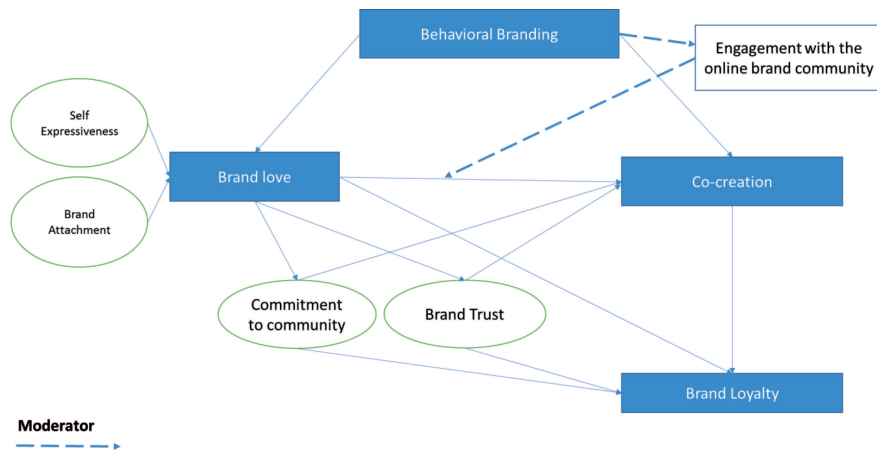 Behavioral Branding
Engagement with the
online brand community
Self
Expressiveness
Brand love
Co-creation
Brand
Attachment
Commitment
to community
Brand Trust
Brand Loyalty
Moderator